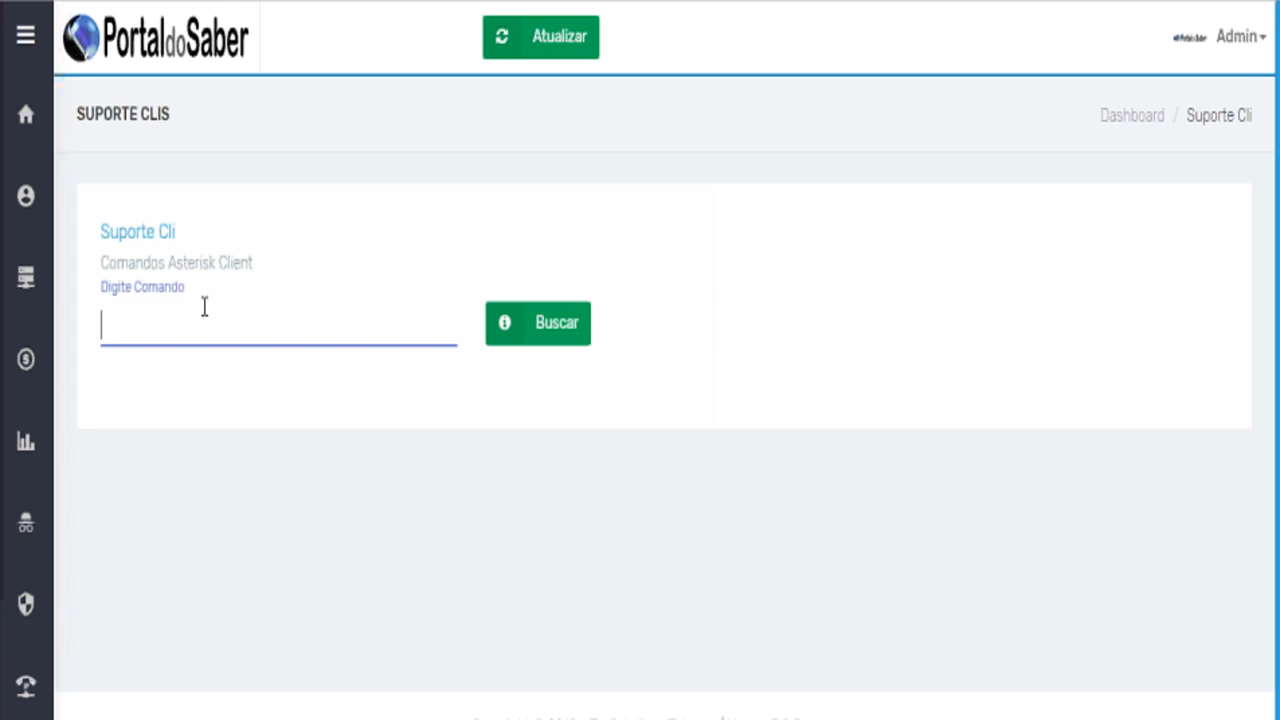 PortaldoSaber
Atualizar
Admin
SUPORTE CLIS
Dashboard / Suporte Cli
Suporte Cli
Comandos Asterisk Client
Digite Comando
Buscar